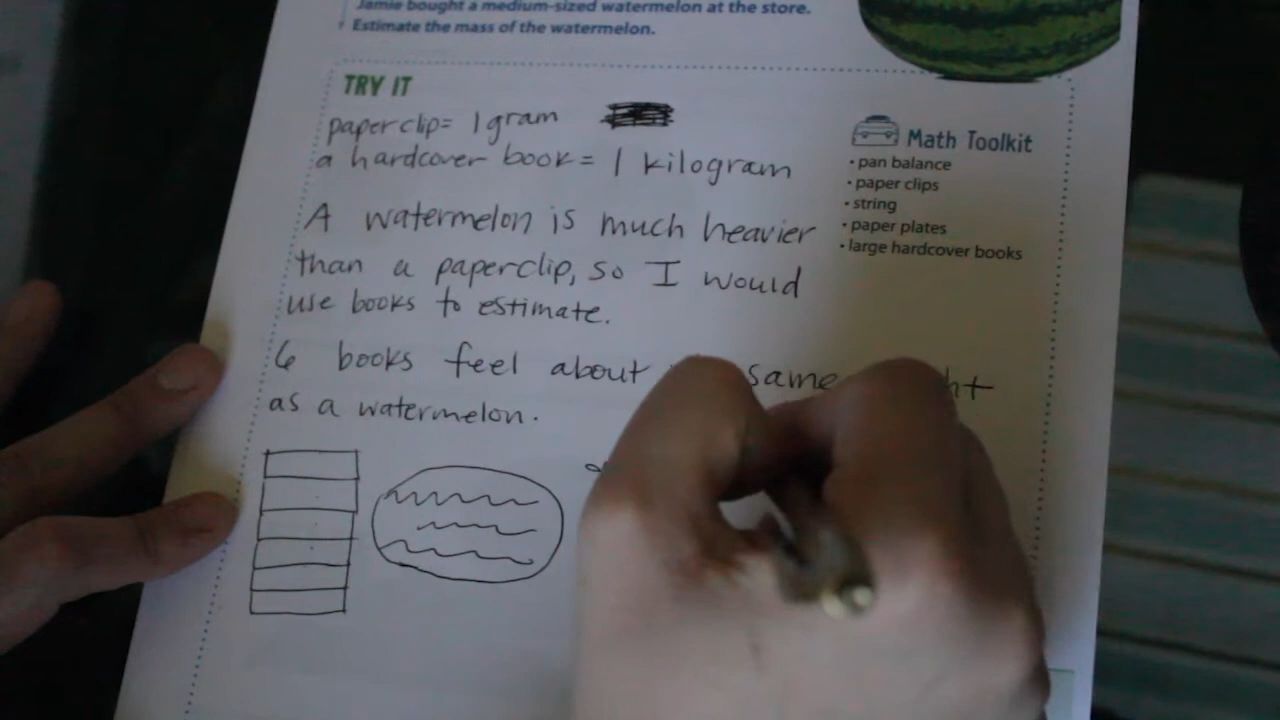 Jamie bought a medium-sized watermelon at the store.
Estimate the mass of the watermelon.
TRY IT
paperclip= 1gram
a hardcover book= 1 kilogram
A watermelon is much heavier
than a paperclip, so I would
use books to estimate.
6 books feel about same
as a watermelon.
Math Toolkit
• pan balance
• paper clips
• string
• paper plates
• large hardcover books